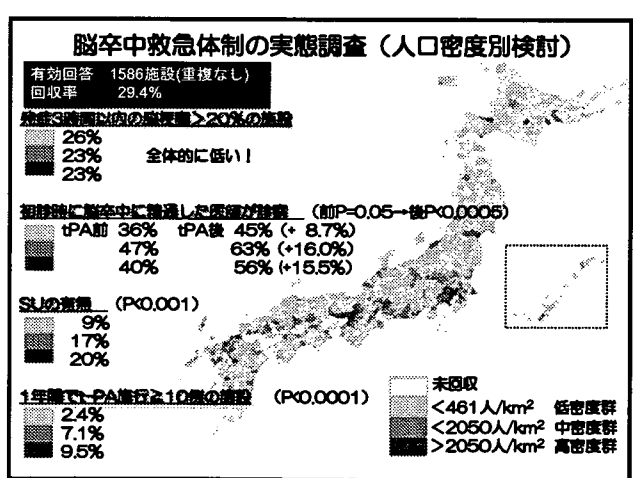 脳卒中救急体制の実態調査（人口密度別検討）
有効回答 1586施設(重複なし)
回収率 29.4%
発症3時間以内の脳梗塞>20%の施設
26%
23% 全体的に低い！
23%
初診時に脳卒中に精通した医師が診察 （前P=0.05→後P<0.0005）
tPA前 36% tPA後 45% (+ 8.7%)
47% 63% (+16.0%)
40% 56% (+15.5%)
SUの有無 （P<0.001）
9%
17%
20%
1年間でt-PA施行≥10例の施設 （P<0.0001）
2.4%
7.1%
9.5%
未回収
<461人/km² 低密度群
<2050人/km² 中密度群
>2050人/km² 高密度群